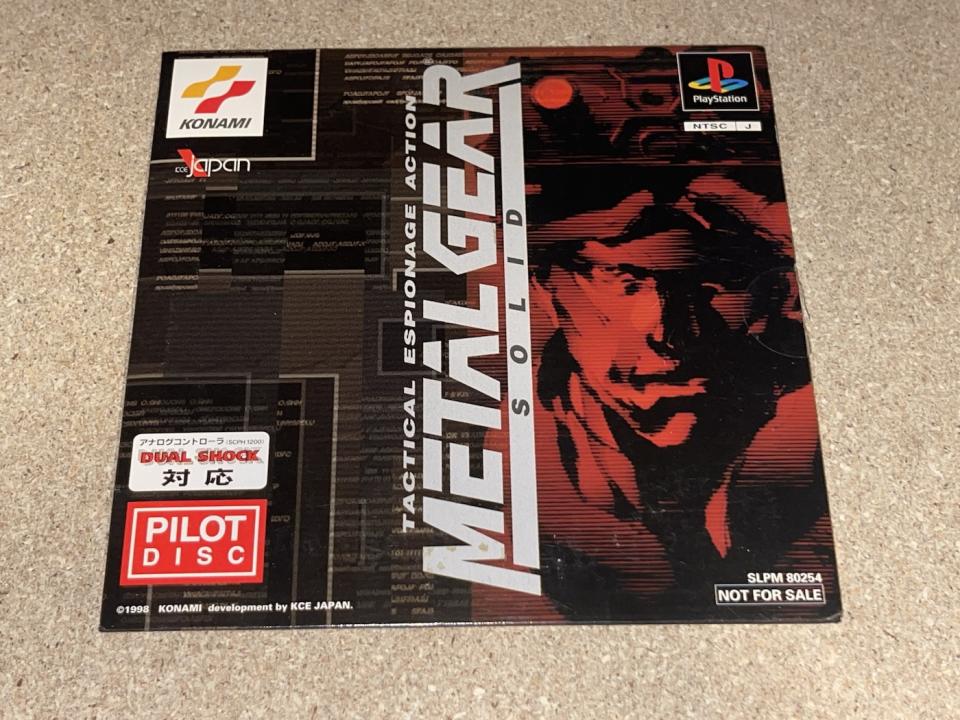 KONAMI
KCE Japan
PlayStation
NTSC J
TACTICAL ESPIONAGE ACTION
METAL GEAR
SOLID
アナログコントローラ(SCPH1200)
DUAL SHOCK
対応
PILOT
DISC
©1998 KONAMI development by KCE JAPAN.
SLPM 80254
NOT FOR SALE